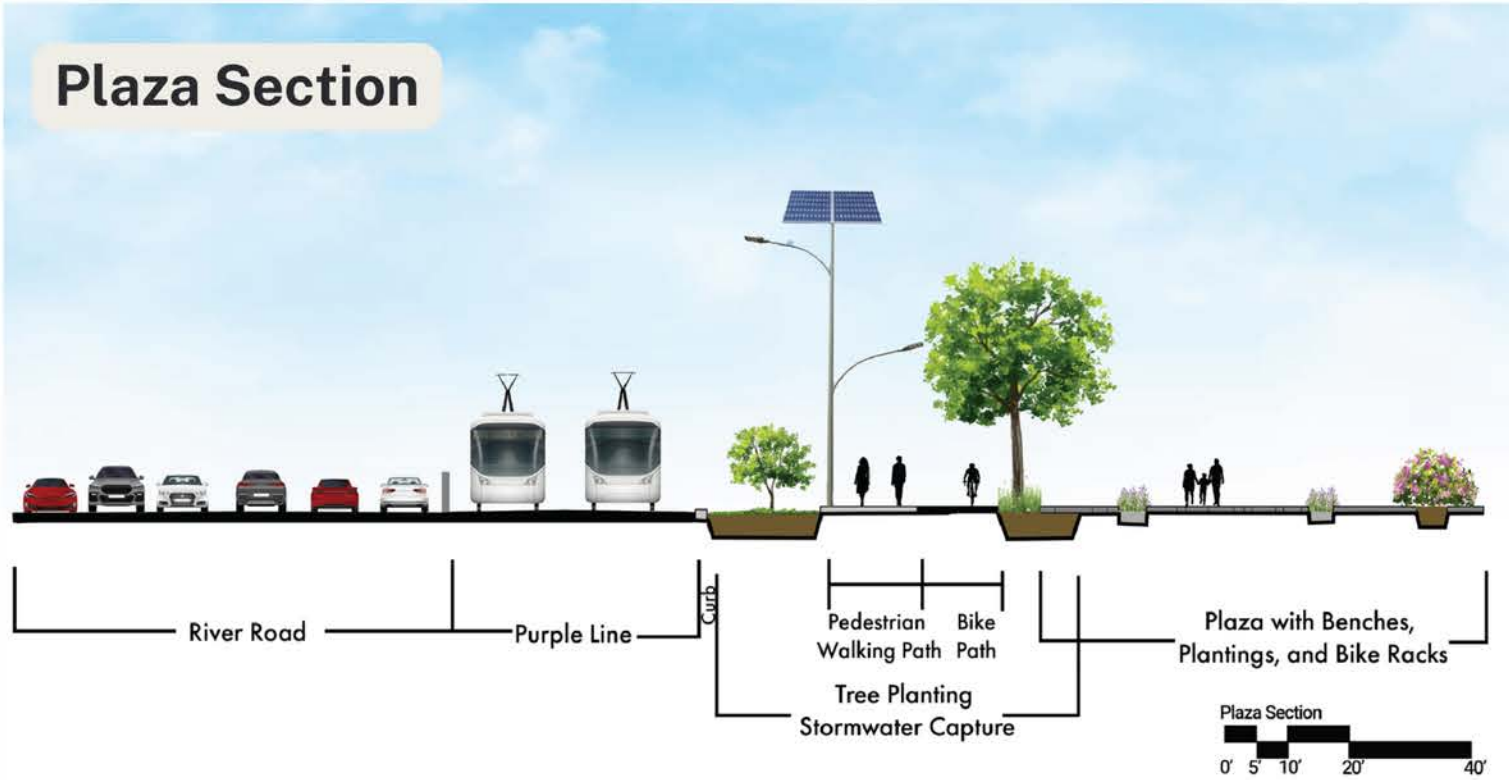 Plaza Section
River Road
Purple Line
Curb
Pedestrian
Walking Path
Bike
Path
Tree Planting
Stormwater Capture
Plaza with Benches,
Plantings, and Bike Racks
Plaza Section
0' 5' 10' 20' 40'